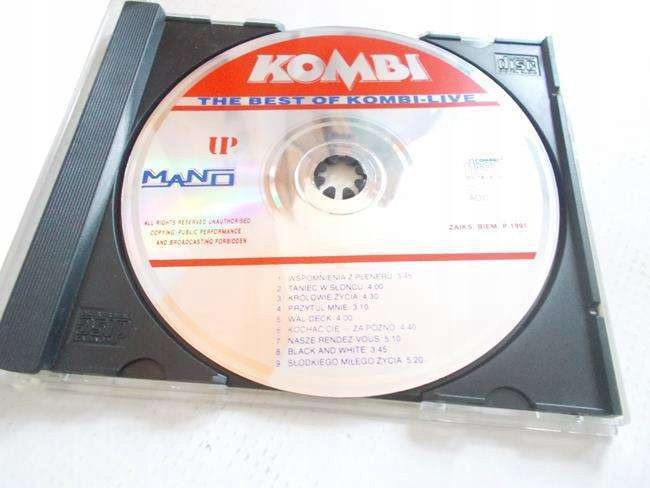 KOMBI
THE BEST OF KOMBI-LIVE
UP
MANO
COMPACT
ALL RIGHTS RESERVED UNAUTHORISED
COPYING, PUBLIC PERFORMANCE
AND BROADCASTING FORBIDDEN
ZAIKS, BIEM, P-1991
1 WSPOMNIENIA Z PLENERU 3.45
2 TANIEC W SŁOŃCU 4.00
3 KRÓLOWIE ŻYCIA 4.30
4 PRZYTUL MNIE 3.10
5 WAL DECK 4.00
6 KOCHAĆ CIĘ - ZA PÓŹNO 4.40
7 NASZE RENDEZ-VOUS 5.10
8 BLACK AND WHITE 3.45
9 SŁODKIEGO MIŁEGO ŻYCIA 5.20